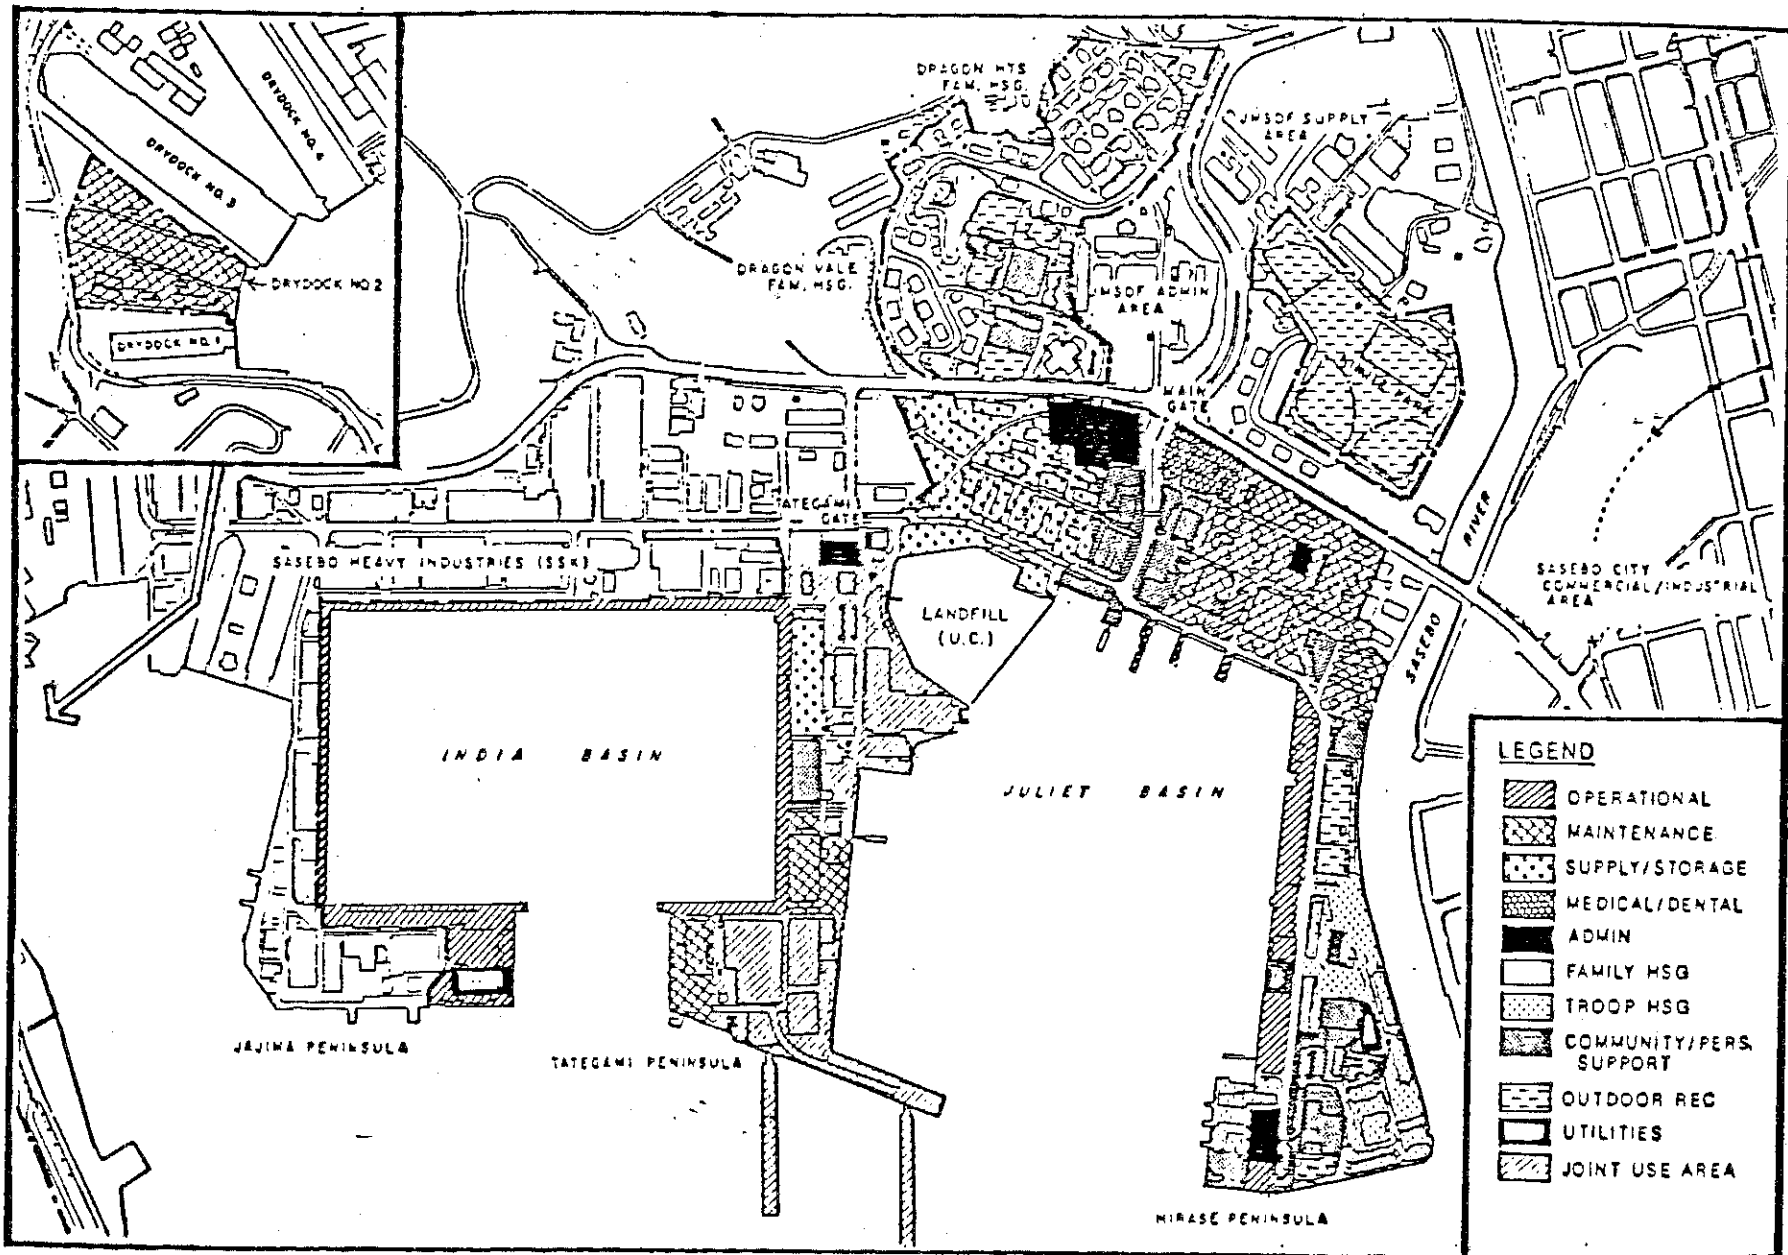 DRYDOCK NO. 4
DRYDOCK NO. 3
DRYDOCK NO.2
DRYDOCK NO. 1
DRAGON HTS
FAM. HSG.
JMSDF SUPPLY
AREA
DRAGON VALE
FAM. HSG.
JMSDF ADMIN
AREA
MAIN
GATE
PARK
TATEGAMI
GATE
SASEBO HEAVY INDUSTRIES (SSK)
LANDFILL
(U.C.)
SASEBO RIVER
SASEBO CITY
COMMERCIAL/INDUSTRIAL
AREA
INDIA BASIN
JULIET BASIN
JAJIMA PENINSULA
TATEGAMI PENINSULA
HIRASE PENINSULA
LEGEND
OPERATIONAL
MAINTENANCE
SUPPLY/STORAGE
MEDICAL/DENTAL
ADMIN
FAMILY HSG
TROOP HSG
COMMUNITY/PERS.
SUPPORT
OUTDOOR REC
UTILITIES
JOINT USE AREA